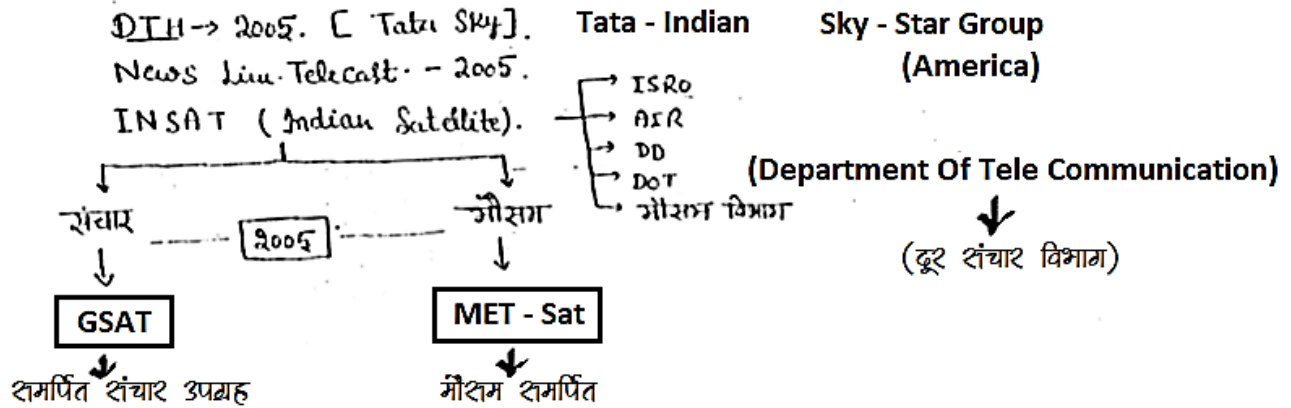 DTH → 2005. [ Tata Sky]. Tata - Indian Sky - Star Group
(America)
News Live Telecast. - 2005.
INSAT ( Indian Satellite).
→ ISRO
→ AIR
→ DD
→ DOT (Department Of Tele Communication)
→ मौसम विभाग
(दूर संचार विभाग)
संचार 2005 मौसम
GSAT MET - Sat
समर्पित संचार उपग्रह मौसम समर्पित